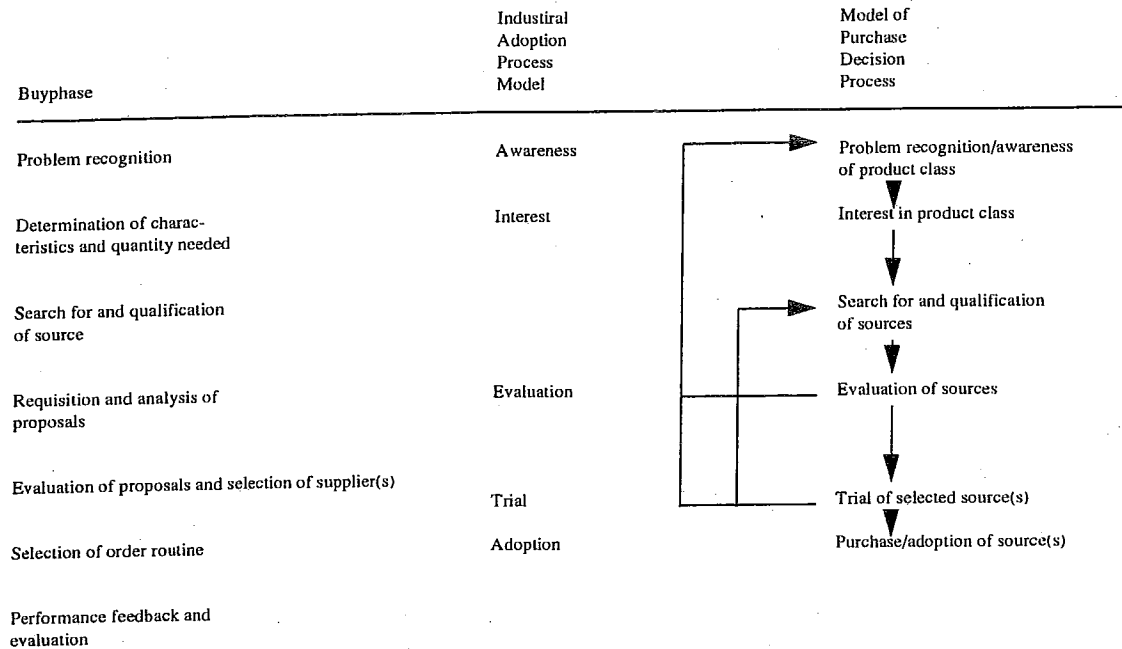 Industiral
Adoption
Process
Model
Model of
Purchase
Decision
Process
Buyphase
Problem recognition
Awareness
Problem recognition/awareness
of product class
Determination of charac-
teristics and quantity needed
Interest
Interest in product class
Search for and qualification
of source
Search for and qualification
of sources
Requisition and analysis of
proposals
Evaluation
Evaluation of sources
Evaluation of proposals and selection of supplier(s)
Trial
Trial of selected source(s)
Selection of order routine
Adoption
Purchase/adoption of source(s)
Performance feedback and
evaluation